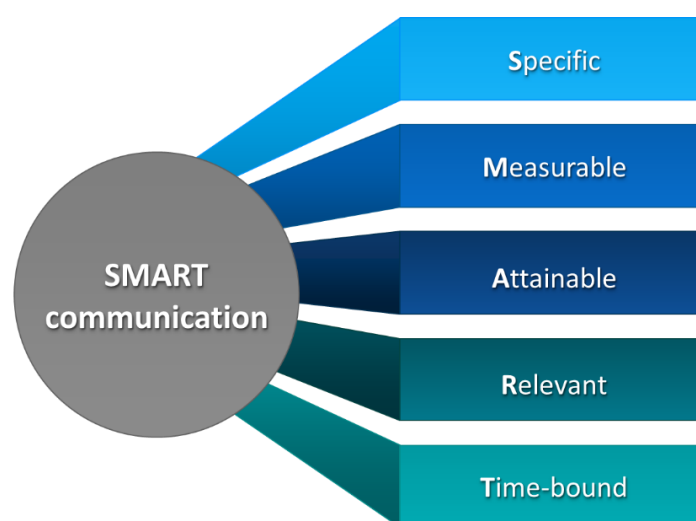 SMART
communication
Specific
Measurable
Attainable
Relevant
Time-bound